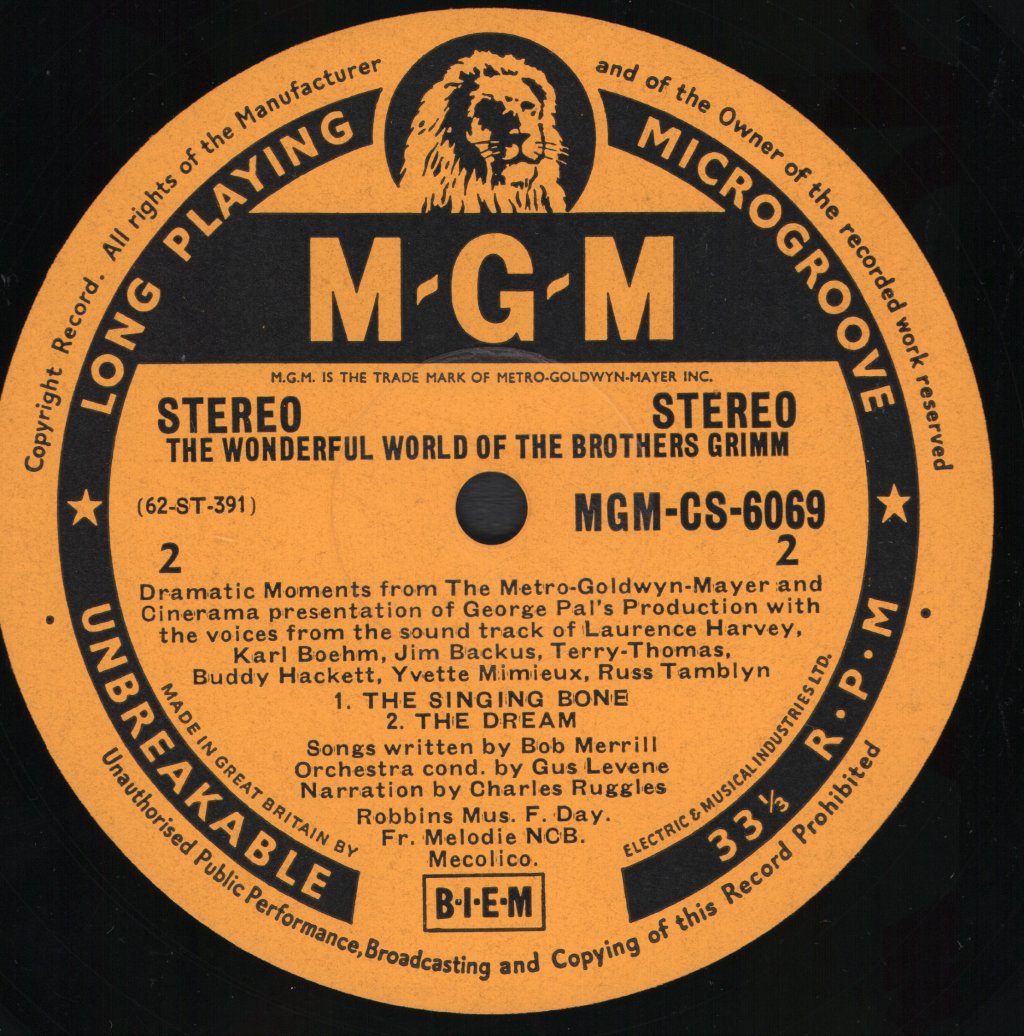 Copyright Record. All rights of the Manufacturer and of the Owner of the recorded work reserved
LONG PLAYING MICROGROOVE
M-G-M
M.G.M. IS THE TRADE MARK OF METRO-GOLDWYN-MAYER INC.
STEREO STEREO
THE WONDERFUL WORLD OF THE BROTHERS GRIMM
(62-ST-391) MGM-CS-6069
2 2
Dramatic Moments from The Metro-Goldwyn-Mayer and
Cinerama presentation of George Pal's Production with
the voices from the sound track of Laurence Harvey,
Karl Boehm, Jim Backus, Terry-Thomas,
Buddy Hackett, Yvette Mimieux, Russ Tamblyn
1. THE SINGING BONE
2. THE DREAM
Songs written by Bob Merrill
Orchestra cond. by Gus Levene
Narration by Charles Ruggles
Robbins Mus. F. Day.
Fr. Melodie NCB.
Mecolico.
B·I·E·M
MADE IN GREAT BRITAIN BY ELECTRIC & MUSICAL INDUSTRIES LTD.
UNBREAKABLE 33⅓ R·P·M
Unauthorised Public Performance, Broadcasting and Copying of this Record Prohibited